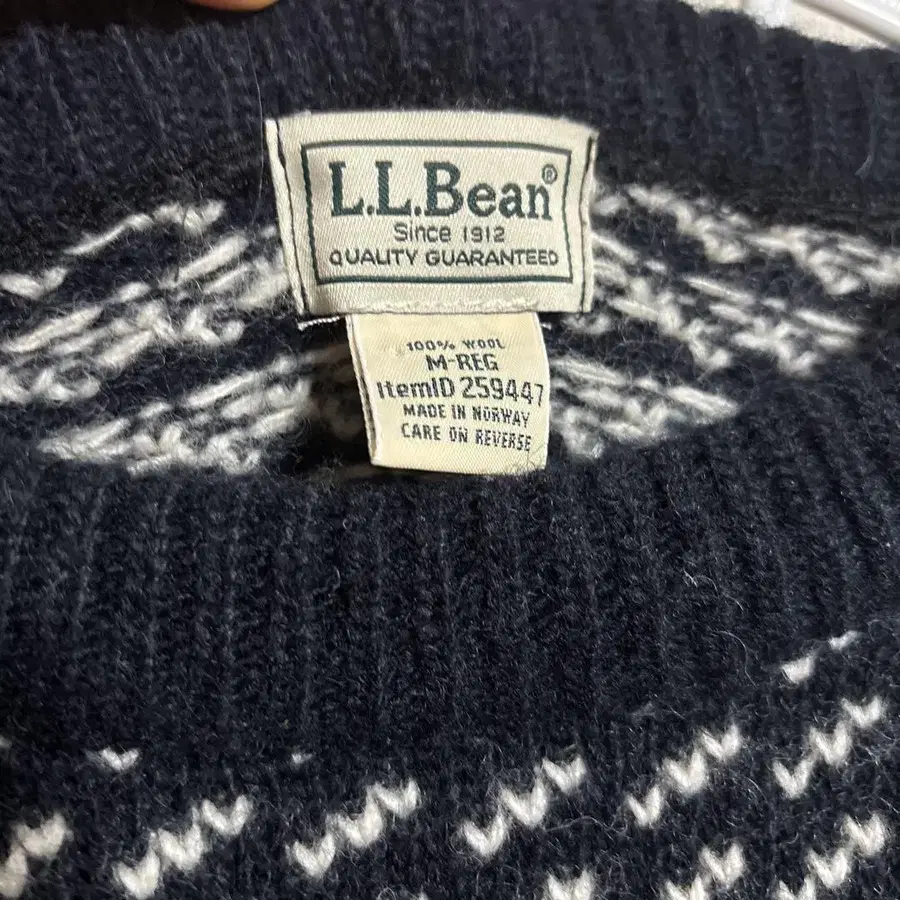 L.L.Bean®
Since 1912
QUALITY GUARANTEED
100% WOOL
M-REG
ItemID 259447
MADE IN NORWAY
CARE ON REVERSE